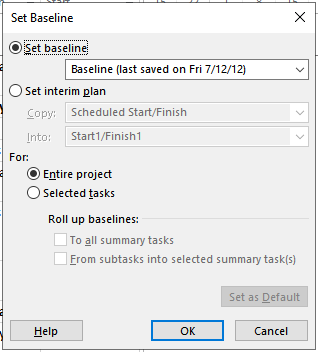 Set Baseline
Set baseline
Baseline (last saved on Fri 7/12/12)
Set interim plan
Copy: Scheduled Start/Finish
Into: Start1/Finish1
For:
Entire project
Selected tasks
Roll up baselines:
To all summary tasks
From subtasks into selected summary task(s)
Set as Default
Help OK Cancel